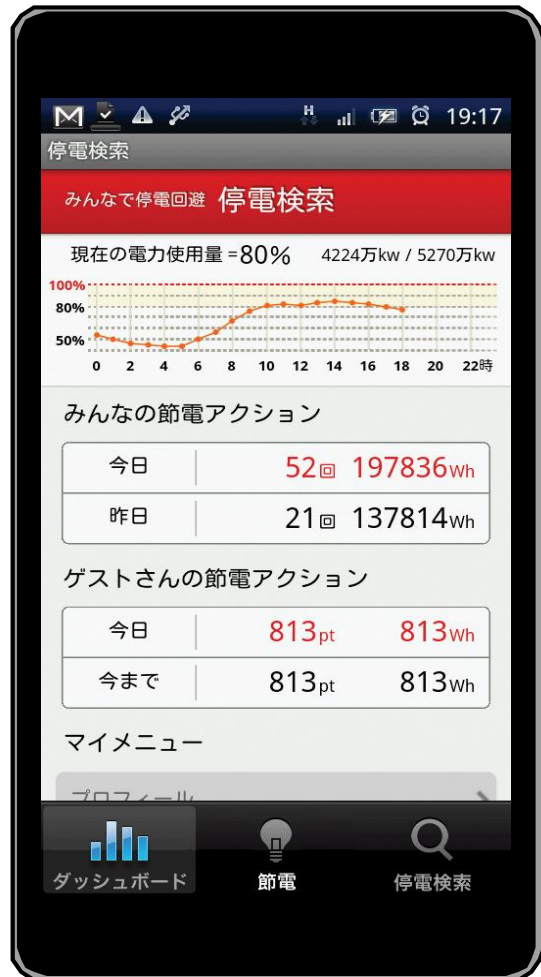 H 19:17
停電検索
みんなで停電回避 停電検索
現在の電力使用量=80% 4224万kw / 5270万kw
100%
80%
50%
0 2 4 6 8 10 12 14 16 18 20 22時
みんなの節電アクション
今日 52回 197836Wh
昨日 21回 137814Wh
ゲストさんの節電アクション
今日 813pt 813Wh
今まで 813pt 813Wh
マイメニュー
プロフィール
ダッシュボード 節電 停電検索